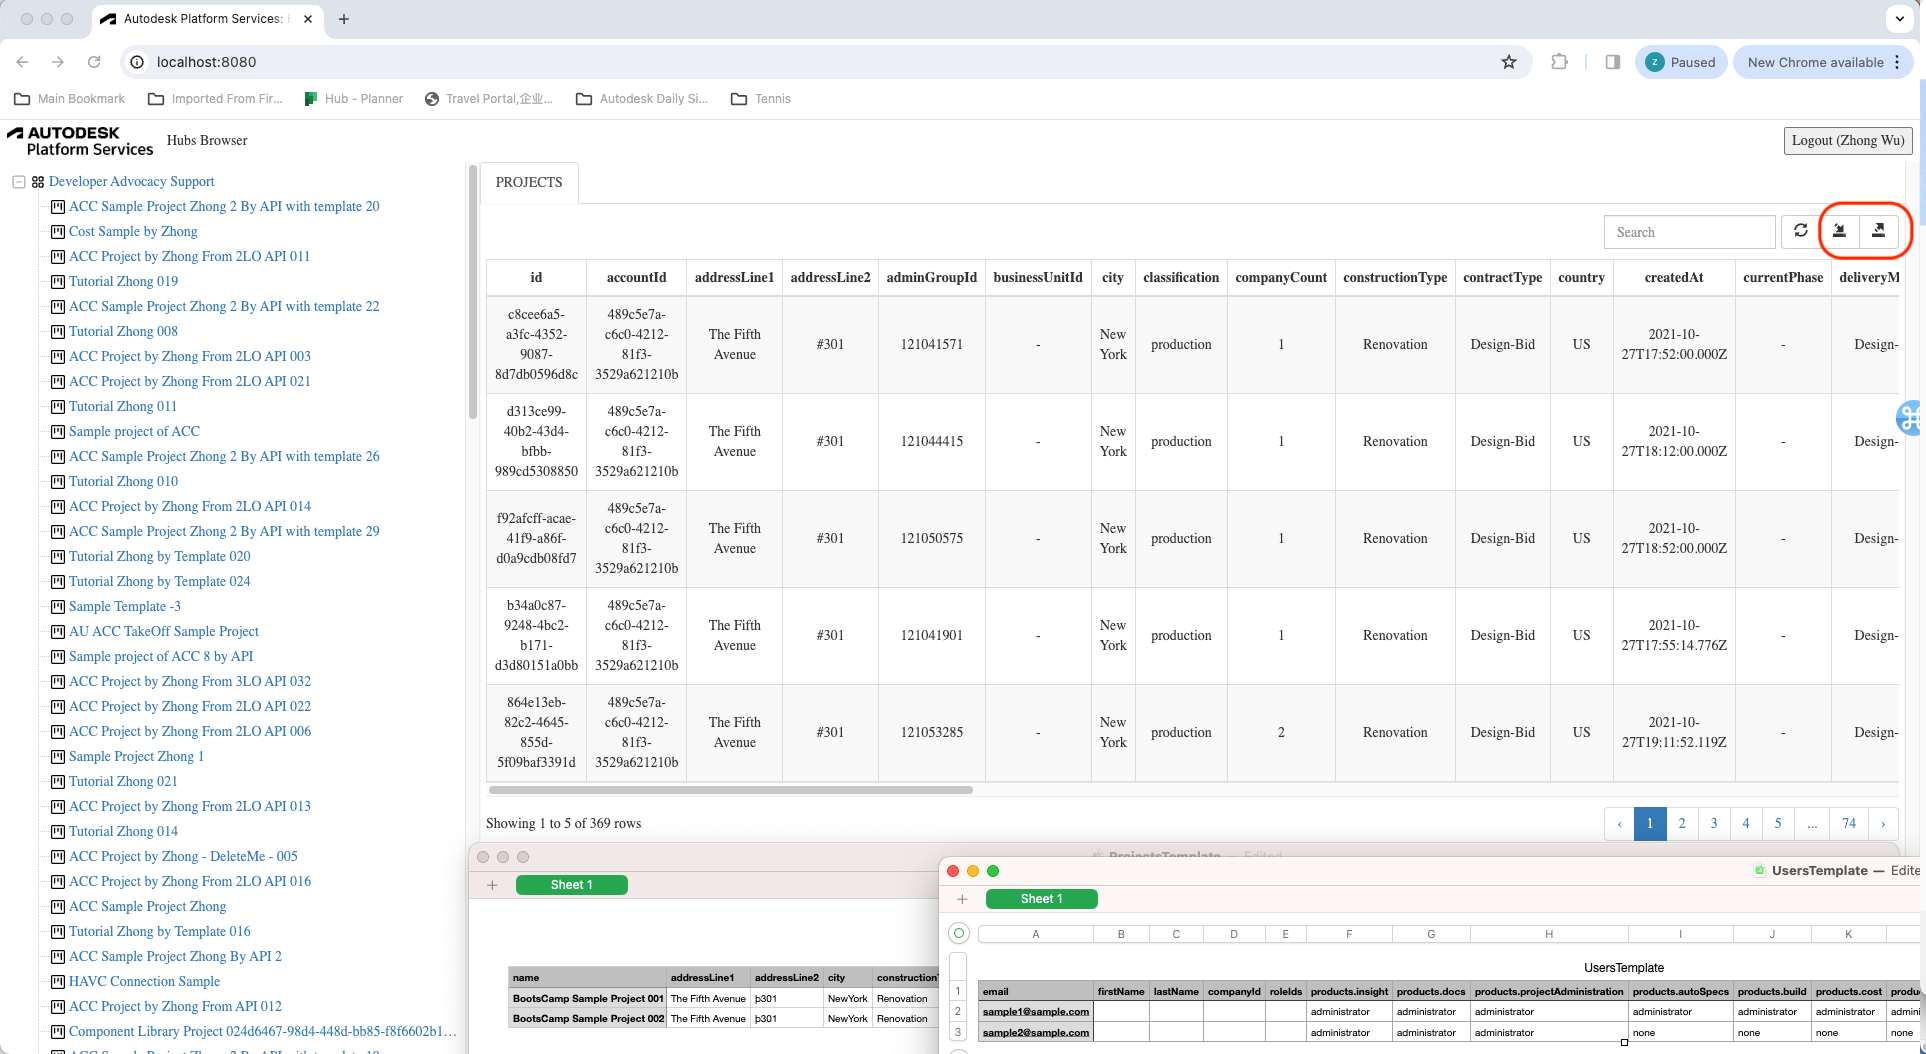 Autodesk Platform Services:
localhost:8080
z Paused
New Chrome available
Main Bookmark
Imported From Fir...
Hub - Planner
Travel Portal,企业...
Autodesk Daily Si...
Tennis
AUTODESK
Platform Services
Hubs Browser
Logout (Zhong Wu)
Developer Advocacy Support
ACC Sample Project Zhong 2 By API with template 20
Cost Sample by Zhong
ACC Project by Zhong From 2LO API 011
Tutorial Zhong 019
ACC Sample Project Zhong 2 By API with template 22
Tutorial Zhong 008
ACC Project by Zhong From 2LO API 003
ACC Project by Zhong From 2LO API 021
Tutorial Zhong 011
Sample project of ACC
ACC Sample Project Zhong 2 By API with template 26
Tutorial Zhong 010
ACC Project by Zhong From 2LO API 014
ACC Sample Project Zhong 2 By API with template 29
Tutorial Zhong by Template 020
Tutorial Zhong by Template 024
Sample Template -3
AU ACC TakeOff Sample Project
Sample project of ACC 8 by API
ACC Project by Zhong From 3LO API 032
ACC Project by Zhong From 2LO API 022
ACC Project by Zhong From 2LO API 006
Sample Project Zhong 1
Tutorial Zhong 021
ACC Project by Zhong From 2LO API 013
Tutorial Zhong 014
ACC Project by Zhong - DeleteMe - 005
ACC Project by Zhong From 2LO API 016
ACC Sample Project Zhong
Tutorial Zhong by Template 016
ACC Sample Project Zhong By API 2
HAVC Connection Sample
ACC Project by Zhong From API 012
Component Library Project 024d6467-98d4-448d-bb85-f8f6602b1...
PROJECTS
Search
id accountId addressLine1 addressLine2 adminGroupId businessUnitId city classification companyCount constructionType contractType country createdAt currentPhase deliveryM
c8cee6a5-a3fc-4352-9087-8d7db0596d8c 489c5e7a-c6c0-4212-81f3-3529a621210b The Fifth Avenue #301 121041571 - New York production 1 Renovation Design-Bid US 2021-10-27T17:52:00.000Z - Design-
d313ce99-40b2-43d4-bfbb-989cd5308850 489c5e7a-c6c0-4212-81f3-3529a621210b The Fifth Avenue #301 121044415 - New York production 1 Renovation Design-Bid US 2021-10-27T18:12:00.000Z - Design-
f92afcff-acae-41f9-a86f-d0a9cdb08fd7 489c5e7a-c6c0-4212-81f3-3529a621210b The Fifth Avenue #301 121050575 - New York production 1 Renovation Design-Bid US 2021-10-27T18:52:00.000Z - Design-
b34a0c87-9248-4bc2-b171-d3d80151a0bb 489c5e7a-c6c0-4212-81f3-3529a621210b The Fifth Avenue #301 121041901 - New York production 1 Renovation Design-Bid US 2021-10-27T17:55:14.776Z - Design-
864e13eb-82c2-4645-855d-5f09baf3391d 489c5e7a-c6c0-4212-81f3-3529a621210b The Fifth Avenue #301 121053285 - New York production 2 Renovation Design-Bid US 2021-10-27T19:11:52.119Z - Design-
Showing 1 to 5 of 369 rows
‹ 1 2 3 4 5 ... 74 ›
ProjectsTemplate — Edited
Sheet 1
name addressLine1 addressLine2 city construction
BootsCamp Sample Project 001 The Fifth Avenue þ301 NewYork Renovation
BootsCamp Sample Project 002 The Fifth Avenue þ301 NewYork Renovation
UsersTemplate — Edite
Sheet 1
A B C D E F G H I J K
UsersTemplate
1 email firstName lastName companyId roleIds products.insight products.docs products.projectAdministration products.autoSpecs products.build products.cost produ
2 sample1@sample.com administrator administrator administrator administrator administrator administrator admini
3 sample2@sample.com administrator administrator administrator none none none none